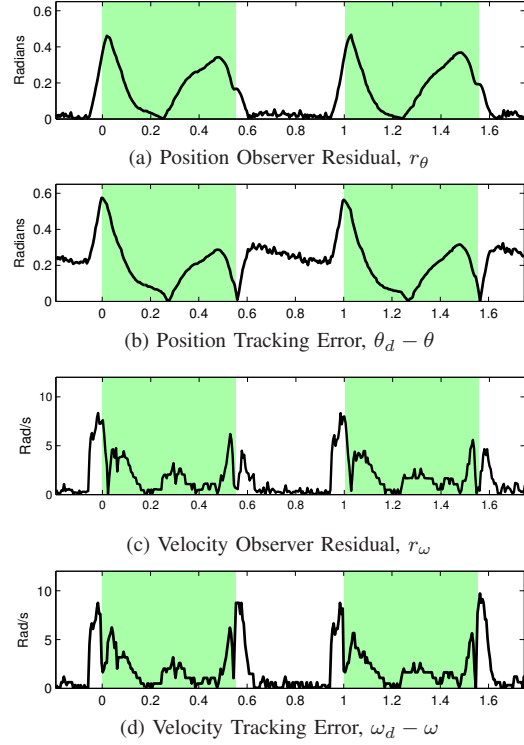 0.6
0.4
0.2
0
Radians
0 0.2 0.4 0.6 0.8 1 1.2 1.4 1.6
(a) Position Observer Residual, r_θ
0.6
0.4
0.2
0
Radians
0 0.2 0.4 0.6 0.8 1 1.2 1.4 1.6
(b) Position Tracking Error, θ_d − θ
10
5
0
Rad/s
0 0.2 0.4 0.6 0.8 1 1.2 1.4 1.6
(c) Velocity Observer Residual, r_ω
10
5
0
Rad/s
0 0.2 0.4 0.6 0.8 1 1.2 1.4 1.6
(d) Velocity Tracking Error, ω_d − ω